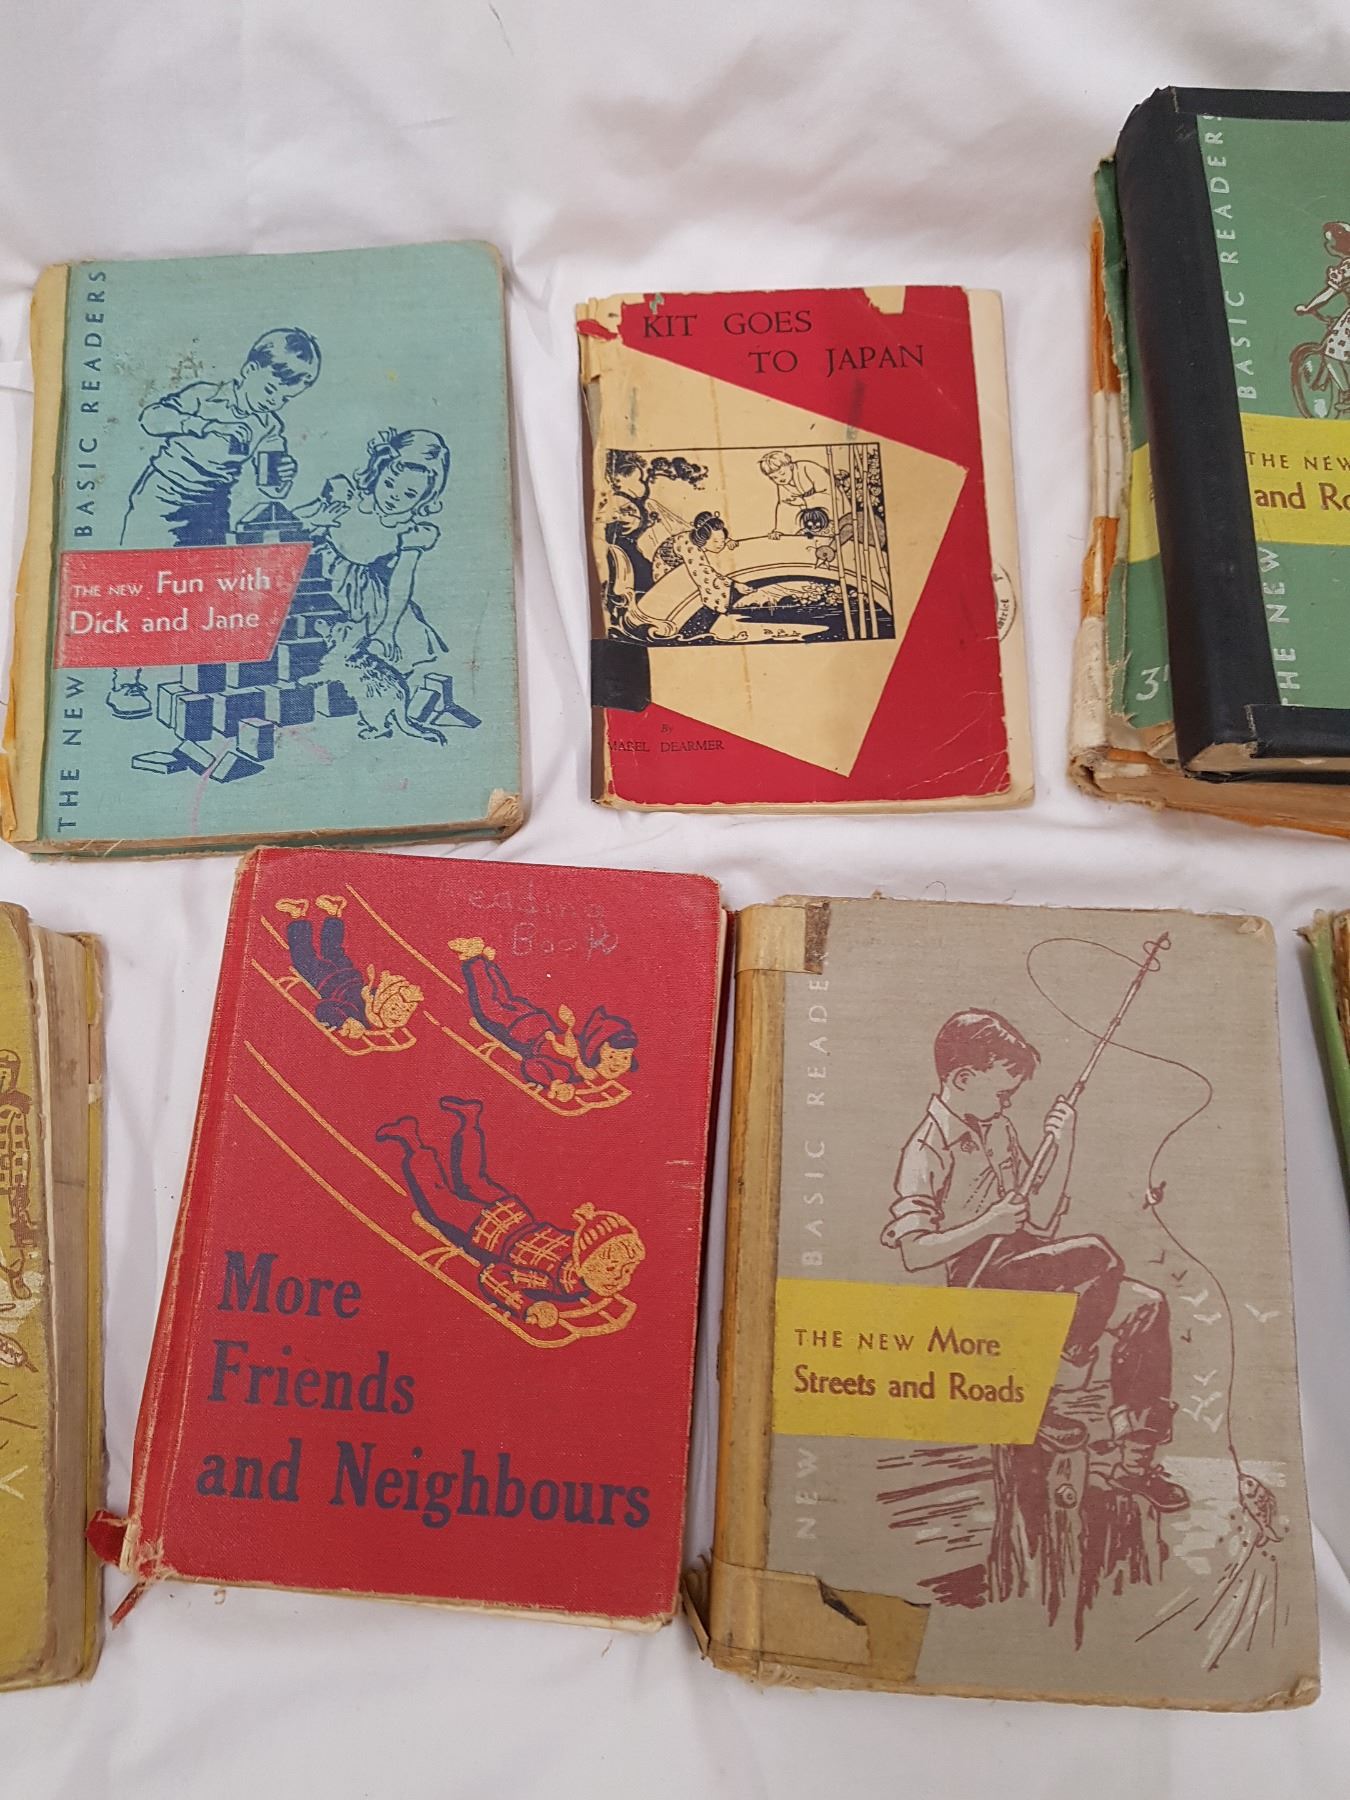 THE NEW BASIC READERS
THE NEW Fun with
Dick and Jane
KIT GOES
TO JAPAN
By
MABEL DEARMER
BASIC READERS
THE NEW
and Ro
THE NEW
31
Reading
Book
More
Friends
and Neighbours
BASIC READE
NEW
THE NEW More
Streets and Roads